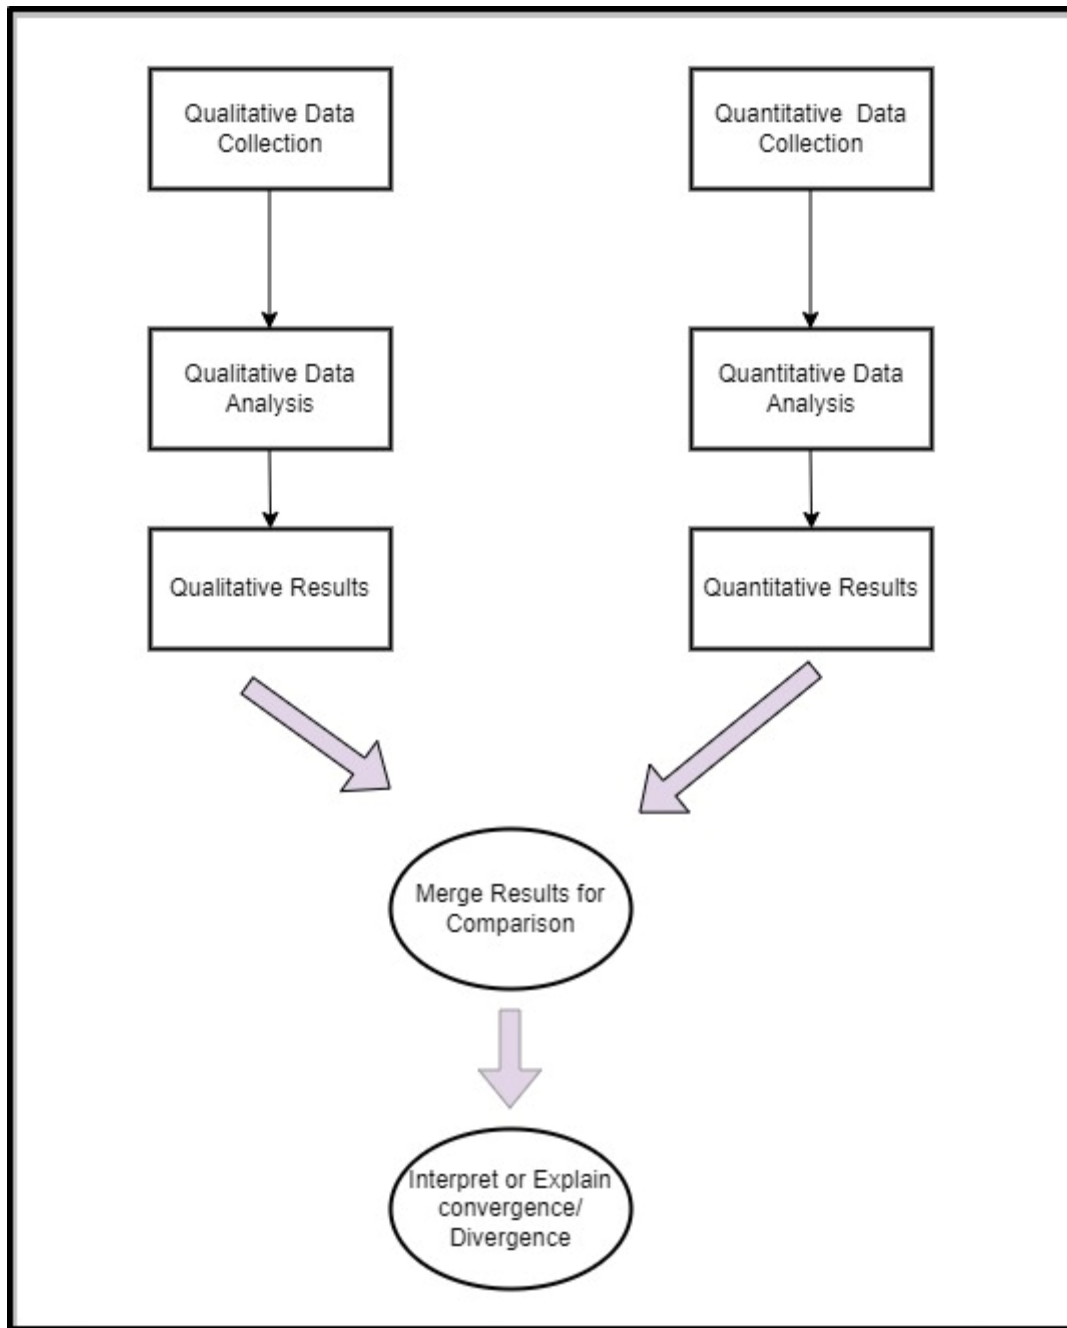 Qualitative Data
Collection
Quantitative  Data
Collection
Qualitative Data
Analysis
Quantitative Data
Analysis
Qualitative Results
Quantitative Results
Merge Results for
Comparison
Interpret or Explain
convergence/
Divergence